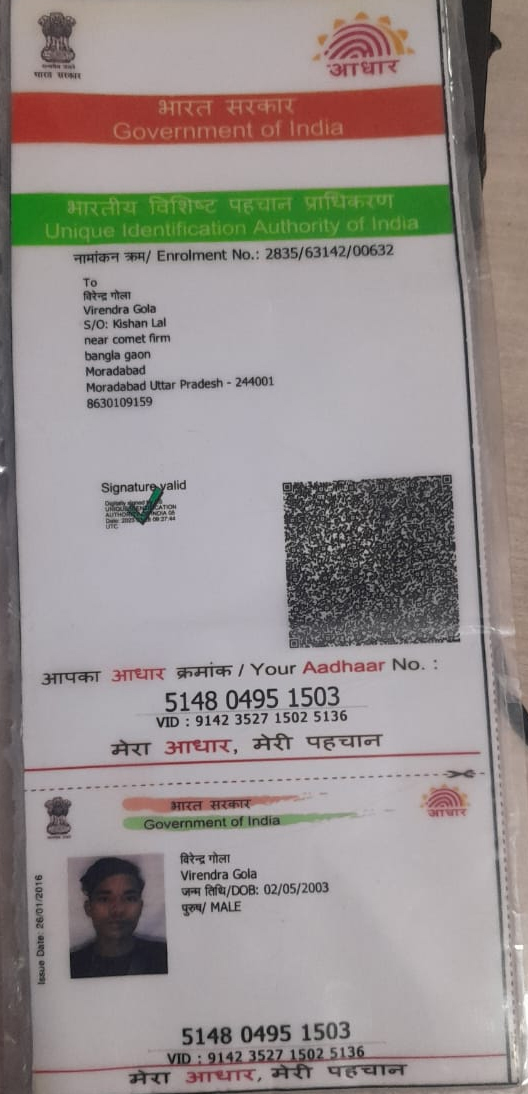 भारत सरकार
आधार
भारत सरकार
Government of India
भारतीय विशिष्ट पहचान प्राधिकरण
Unique Identification Authority of India
नामांकन क्रम/ Enrolment No.: 2835/63142/00632
To
विरेन्द्र गोला
Virendra Gola
S/O: Kishan Lal
near comet firm
bangla gaon
Moradabad
Moradabad Uttar Pradesh - 244001
8630109159
Signature valid
Digitally signed by
UTC
आपका आधार क्रमांक / Your Aadhaar No. :
5148 0495 1503
VID : 9142 3527 1502 5136
मेरा आधार, मेरी पहचान
भारत सरकार
Government of India
आधार
Issue Date: 26/01/2016
विरेन्द्र गोला
Virendra Gola
जन्म तिथि/DOB: 02/05/2003
पुरुष/ MALE
5148 0495 1503
VID : 9142 3527 1502 5136
मेरा आधार, मेरी पहचान